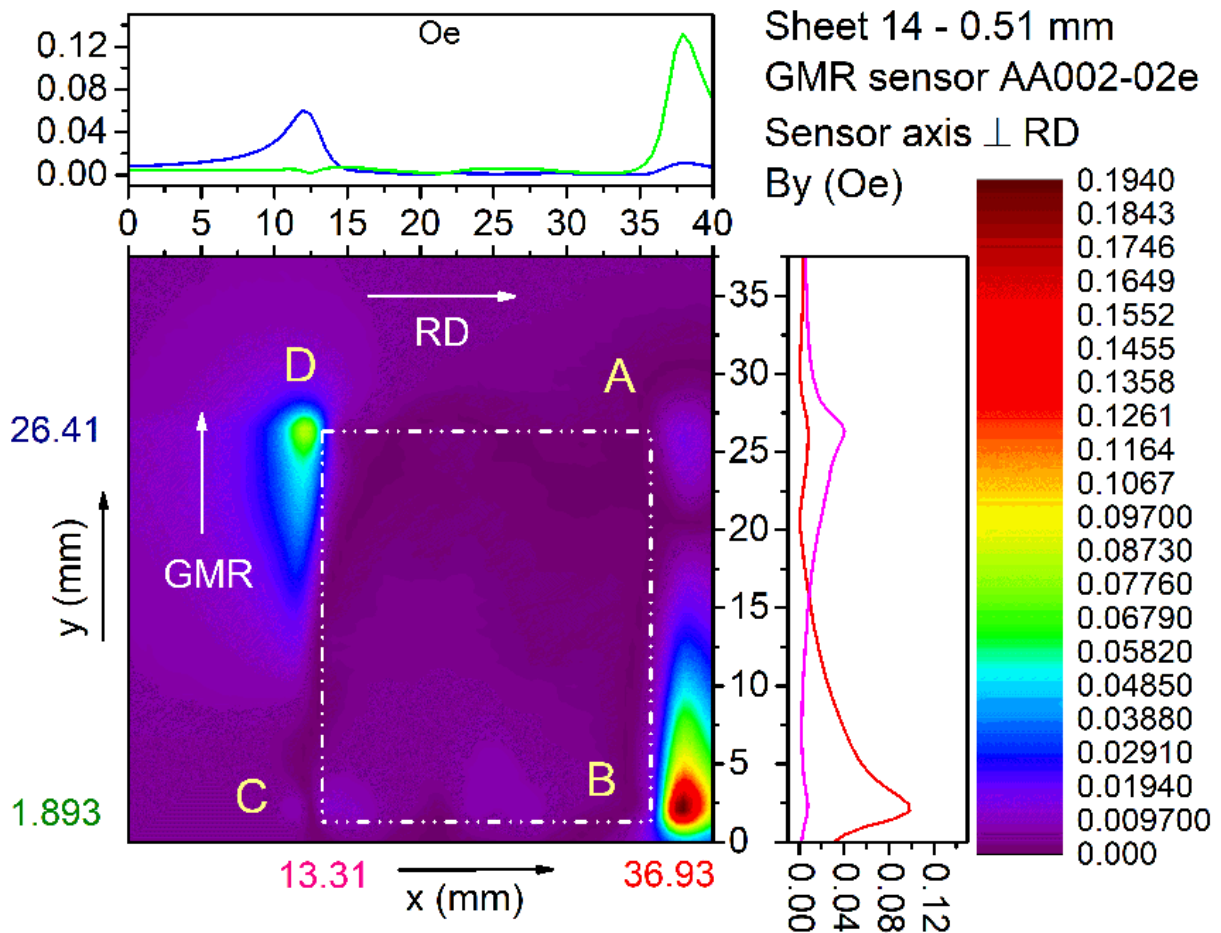 Oe
0.12
0.08
0.04
0.00
0 5 10 15 20 25 30 35 40
Sheet 14 - 0.51 mm
GMR sensor AA002-02e
Sensor axis ⊥ RD
By (Oe)
0.1940
0.1843
0.1746
0.1649
0.1552
0.1455
0.1358
0.1261
0.1164
0.1067
0.09700
0.08730
0.07760
0.06790
0.05820
0.04850
0.03880
0.02910
0.01940
0.009700
0.000
RD
D
A
GMR
C
B
26.41
y (mm)
1.893
35
30
25
20
15
10
5
0
13.31
36.93
x (mm)
0.00 0.04 0.08 0.12